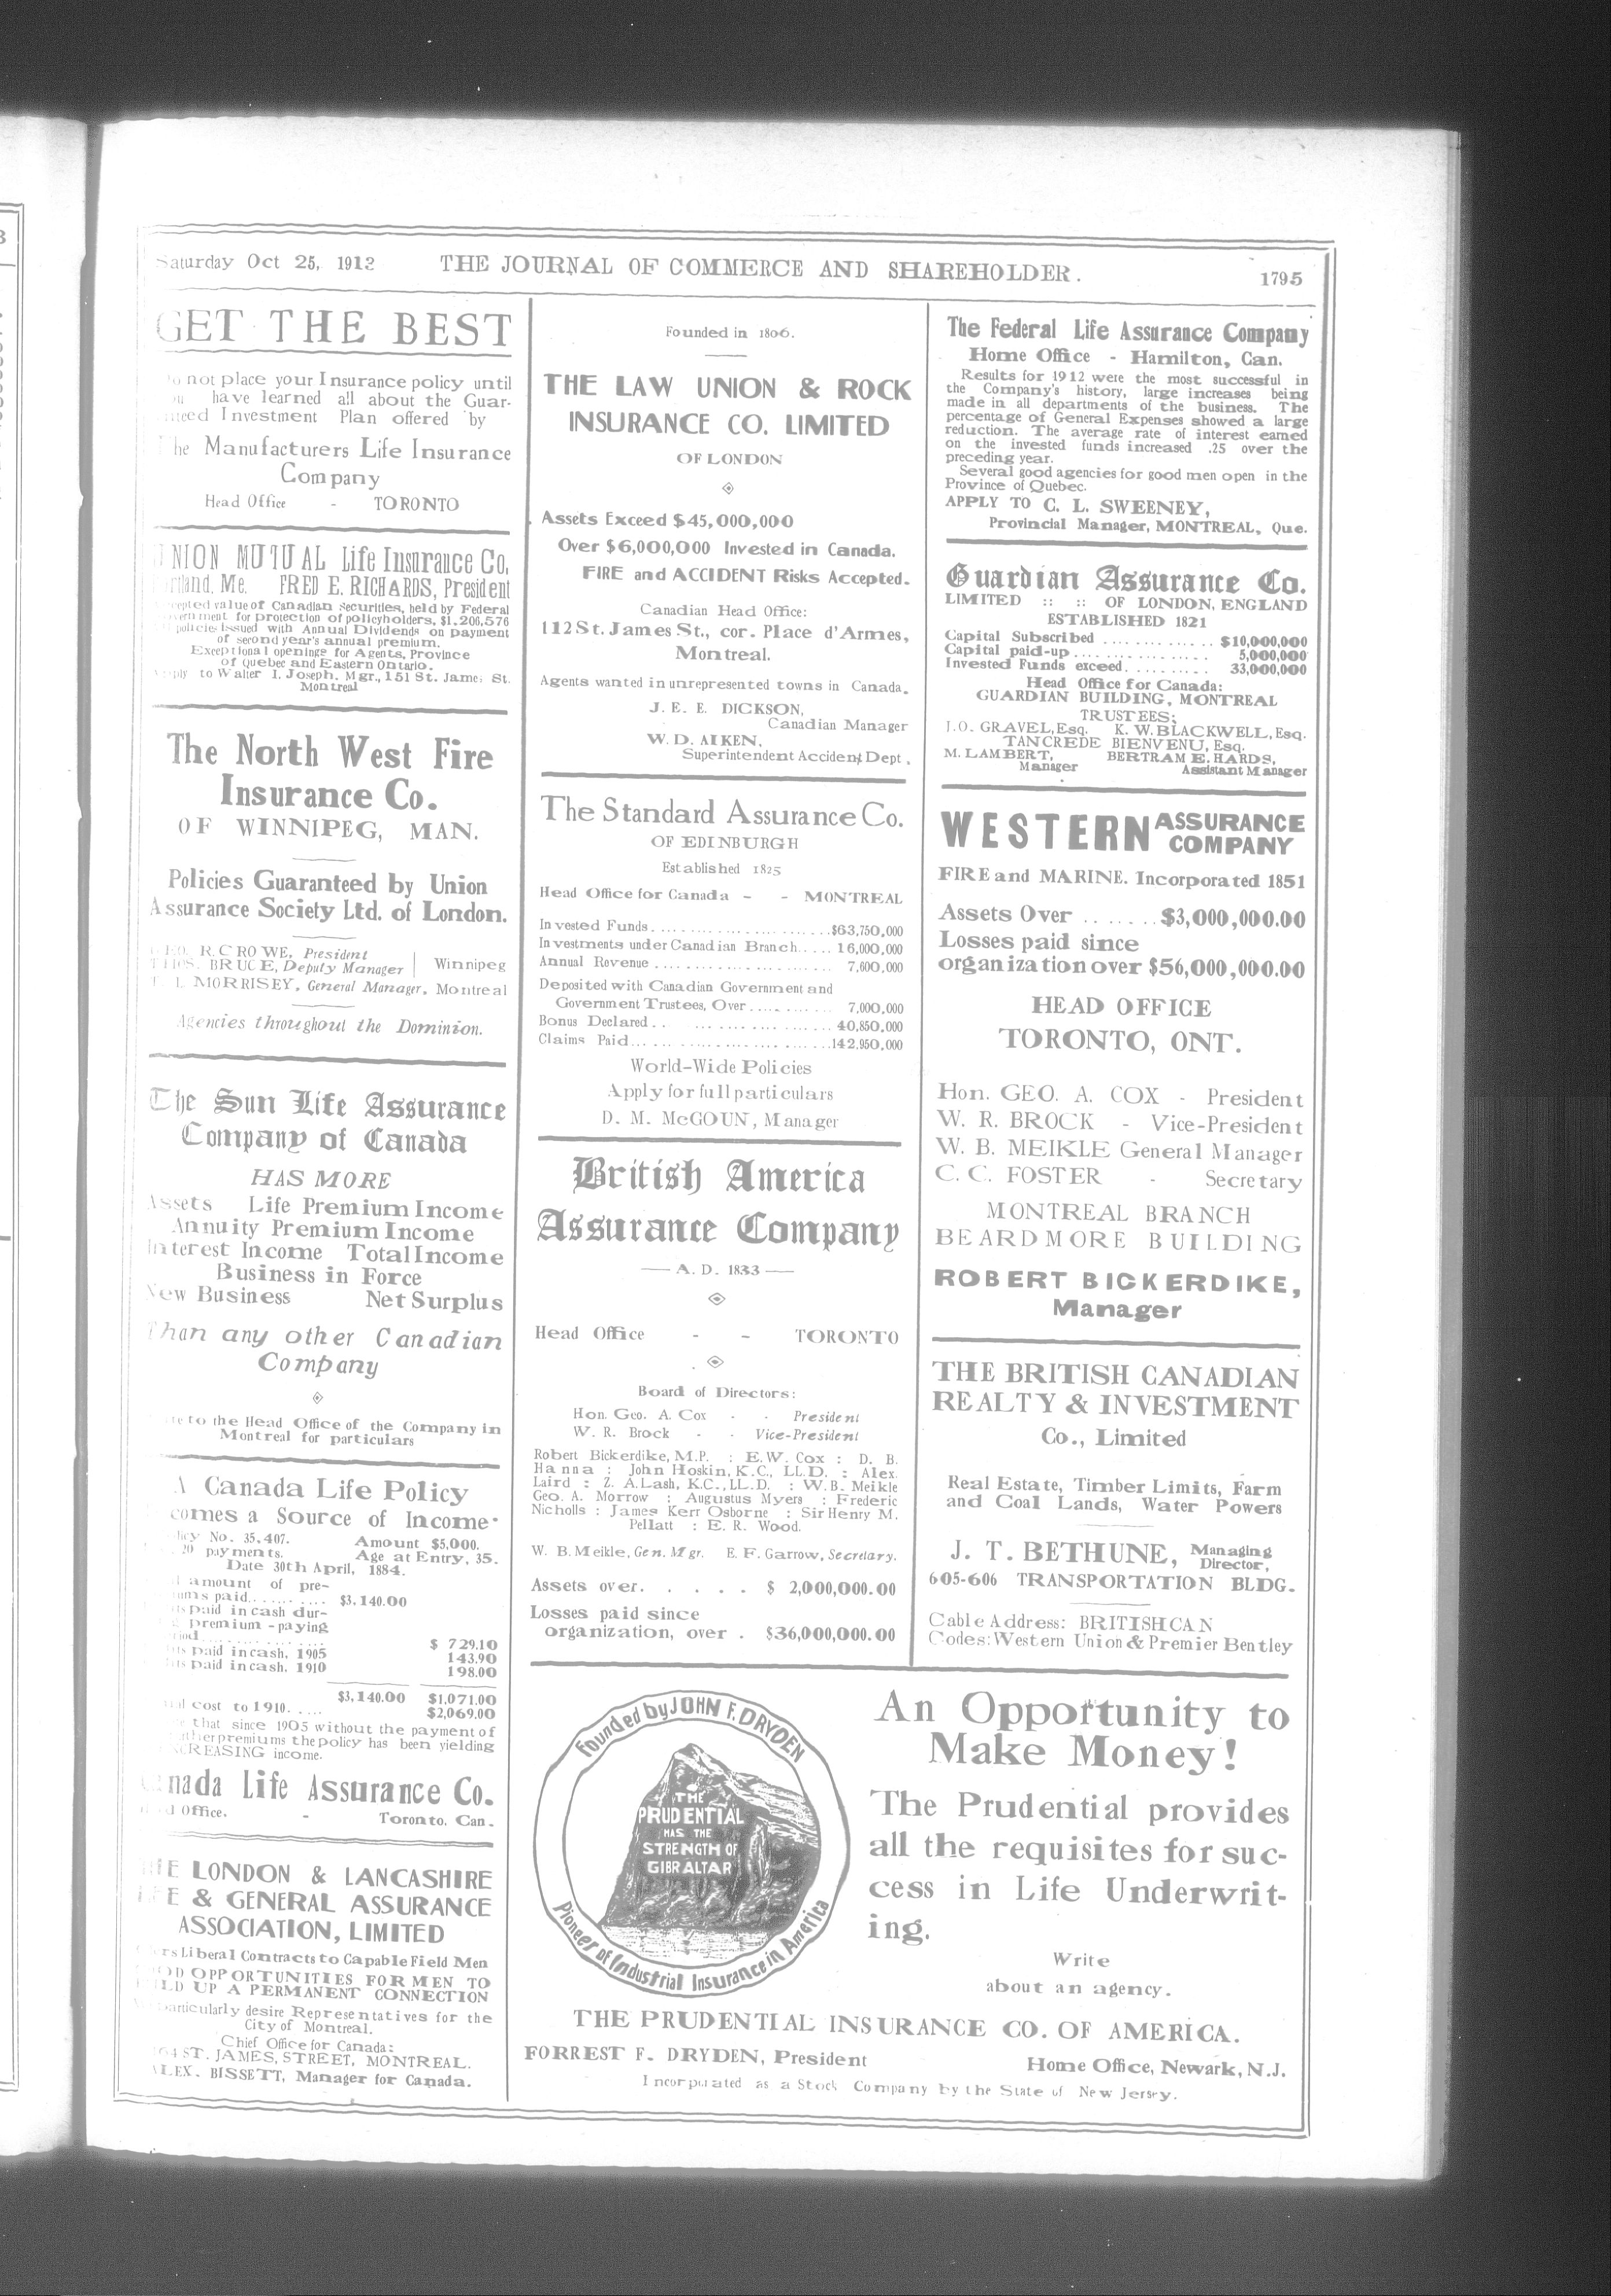 Saturday Oct 25, 1913 THE JOURNAL OF COMMERCE AND SHAREHOLDER. 1795
GET THE BEST
not place your Insurance policy until
have learned all about the Guar-
Investment Plan offered by
The Manufacturers Life Insurance
Company
Head Office - TORONTO
UNION MUTUAL Life Insurance Co,
Portland, Me. FRED E. RICHARDS, President
Accepted value of Canadian Securities, held by Federal
Government for protection of policyholders, $1.206,576
policies issued with Annual Dividends on payment
of second year's annual premium.
Exceptional openings for Agents, Province
of Quebec and Eastern Ontario.
Apply to Walter I. Joseph, Mgr., 151 St. James St.
Montreal
The North West Fire
Insurance Co.
OF WINNIPEG, MAN.
Policies Guaranteed by Union
Assurance Society Ltd. of London.
GEO. R. CROWE, President
THOS. BRUCE, Deputy Manager | Winnipeg
MORRISEY, General Manager, Montreal
Agencies throughout the Dominion.
The Sun Life Assurance
Company of Canada
HAS MORE
Assets Life Premium Income
Annuity Premium Income
Interest Income Total Income
Business in Force
New Business Net Surplus
Than any other Canadian
Company
to the Head Office of the Company in
Montreal for particulars
A Canada Life Policy
comes a Source of Income.
No. 35,407. Amount $5,000.
20 payments. Age at Entry, 35.
Date 30th April, 1884.
amount of pre-
paid.......... $3.140.00
paid in cash dur-
premium-paying
.................. $ 729.10
paid in cash, 1905 143.90
paid in cash, 1910 198.00
$3,140.00 $1,071.00
cost to 1910. .... $2,069.00
that since 1905 without the payment of
premiums the policy has been yielding
INCREASING income.
Canada Life Assurance Co.
Head Office, - Toronto, Can.
THE LONDON & LANCASHIRE
LIFE & GENERAL ASSURANCE
ASSOCIATION, LIMITED
Offers Liberal Contracts to Capable Field Men
GOOD OPPORTUNITIES FOR MEN TO
BUILD UP A PERMANENT CONNECTION
particularly desire Representatives for the
City of Montreal.
Chief Office for Canada:
164 ST. JAMES, STREET, MONTREAL.
ALEX. BISSETT, Manager for Canada.
Founded in 1806.
THE LAW UNION & ROCK
INSURANCE CO. LIMITED
OF LONDON
Assets Exceed $45,000,000
Over $6,000,000 Invested in Canada.
FIRE and ACCIDENT Risks Accepted.
Canadian Head Office:
112 St. James St., cor. Place d'Armes,
Montreal.
Agents wanted in unrepresented towns in Canada.
J. E. E. DICKSON,
Canadian Manager
W. D. AIKEN,
Superintendent Accident Dept.
The Standard Assurance Co.
OF EDINBURGH
Established 1825
Head Office for Canada - - MONTREAL
Invested Funds........................$63,750,000
Investments under Canadian Branch..... 16,000,000
Annual Revenue ........................ 7,600,000
Deposited with Canadian Government and
Government Trustees, Over ........... 7,000,000
Bonus Declared.. .................. 40,850,000
Claims Paid..........................142,950,000
World-Wide Policies
Apply for full particulars
D. M. McGOUN, Manager
British America
Assurance Company
A. D. 1833
Head Office - - TORONTO
Board of Directors:
Hon. Geo. A. Cox - - President
W. R. Brock - - Vice-President
Robert Bickerdike, M.P. : E.W. Cox : D. B.
Hanna : John Hoskin, K.C., LL.D. : Alex.
Laird : Z. A. Lash, K.C., LL.D. : W. B. Meikle
Geo. A. Morrow : Augustus Myers : Frederic
Nicholls : James Kerr Osborne : Sir Henry M.
Pellatt : E. R. Wood.
W. B. Meikle, Gen. Mgr. E. F. Garrow, Secretary.
Assets over. . . . . . $ 2,000,000.00
Losses paid since
organization, over . $36,000,000.00
The Federal Life Assurance Company
Home Office - Hamilton, Can.
Results for 1912 were the most successful in
the Company's history, large increases being
made in all departments of the business. The
percentage of General Expenses showed a large
reduction. The average rate of interest earned
on the invested funds increased .25 over the
preceding year.
Several good agencies for good men open in the
Province of Quebec.
APPLY TO C. L. SWEENEY,
Provincial Manager, MONTREAL, Que.
Guardian Assurance Co.
LIMITED :: :: OF LONDON, ENGLAND
ESTABLISHED 1821
Capital Subscribed ............... $10,000,000
Capital paid-up................... 5,000,000
Invested Funds exceed........... 33,000,000
Head Office for Canada:
GUARDIAN BUILDING, MONTREAL
TRUSTEES;
J.O. GRAVEL, Esq. K. W. BLACKWELL, Esq.
TANCREDE BIENVENU, Esq.
M. LAMBERT, BERTRAM E. HARDS,
Manager Assistant Manager
WESTERN ASSURANCE
COMPANY
FIRE and MARINE. Incorporated 1851
Assets Over .......$3,000,000.00
Losses paid since
organization over $56,000,000.00
HEAD OFFICE
TORONTO, ONT.
Hon. GEO. A. COX - President
W. R. BROCK - Vice-President
W. B. MEIKLE General Manager
C. C. FOSTER - Secretary
MONTREAL BRANCH
BEARDMORE BUILDING
ROBERT BICKERDIKE,
Manager
THE BRITISH CANADIAN
REALTY & INVESTMENT
Co., Limited
Real Estate, Timber Limits, Farm
and Coal Lands, Water Powers
J. T. BETHUNE, Managing
Director,
605-606 TRANSPORTATION BLDG.
Cable Address: BRITISHCAN
Codes: Western Union & Premier Bentley
Founded by JOHN F. DRYDEN
THE
PRUDENTIAL
HAS THE
STRENGTH OF
GIBRALTAR
Pioneer of Industrial Insurance in America
An Opportunity to
Make Money!
The Prudential provides
all the requisites for suc-
cess in Life Underwrit-
ing.
Write
about an agency.
THE PRUDENTIAL INSURANCE CO. OF AMERICA.
FORREST F. DRYDEN, President Home Office, Newark, N.J.
Incorporated as a Stock Company by the State of New Jersey.